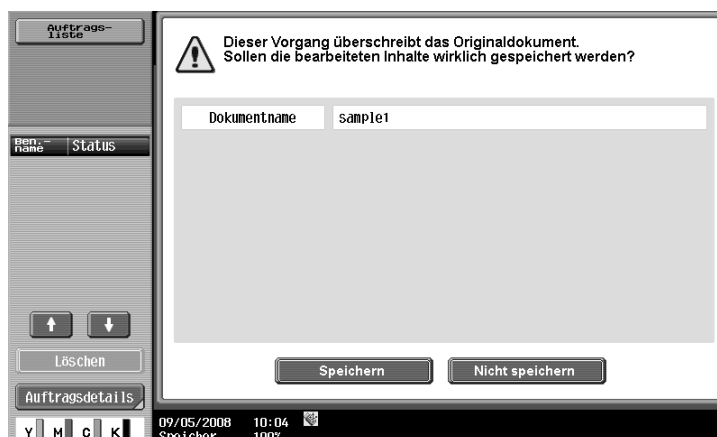 Auftrags-
liste
Dieser Vorgang überschreibt das Originaldokument.
Sollen die bearbeiteten Inhalte wirklich gespeichert werden?
Dokumentname sample1
Ben.-
name Status
Löschen
Speichern Nicht speichern
Auftragsdetails
Y M C K
09/05/2008 10:04
Speicher 100%